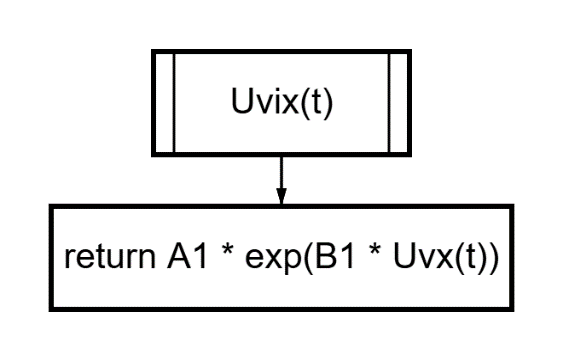 Uvix(t)
return A1 * exp(B1 * Uvx(t))